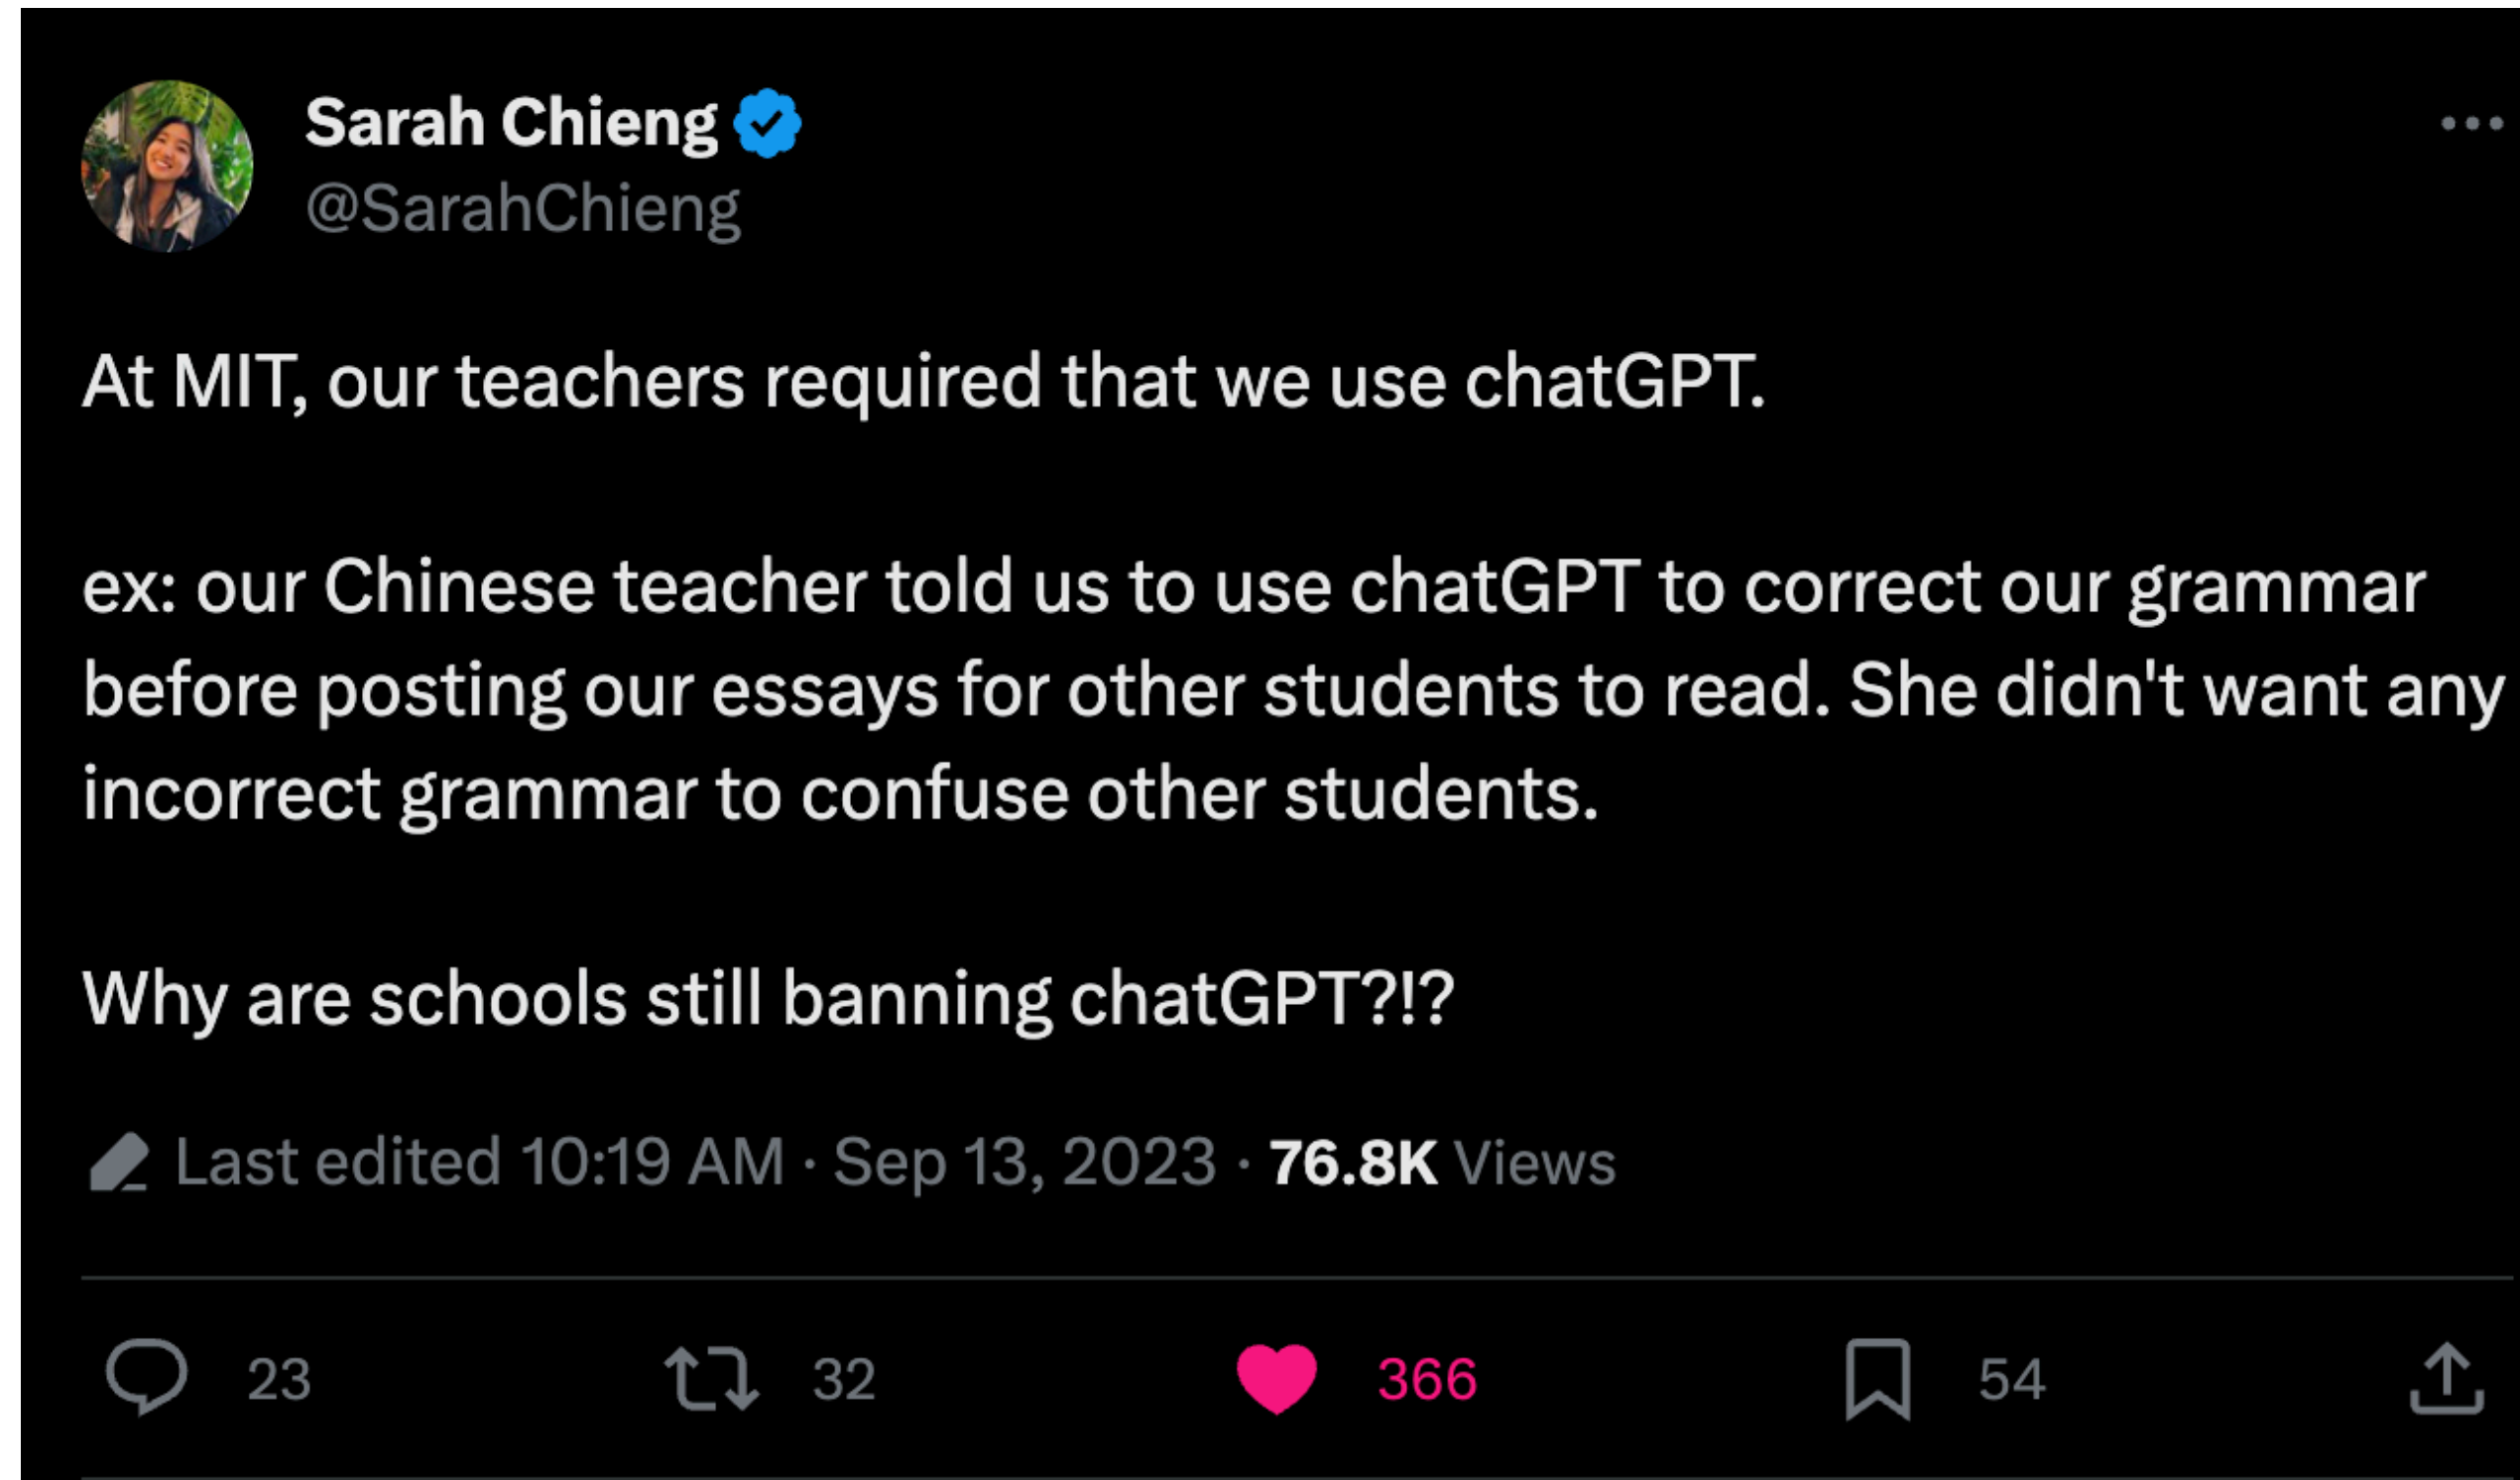 Sarah Chieng
@SarahChieng
At MIT, our teachers required that we use chatGPT.
ex: our Chinese teacher told us to use chatGPT to correct our grammar
before posting our essays for other students to read. She didn't want any
incorrect grammar to confuse other students.
Why are schools still banning chatGPT?!?
Last edited 10:19 AM · Sep 13, 2023 · 76.8K Views
23 32 366 54